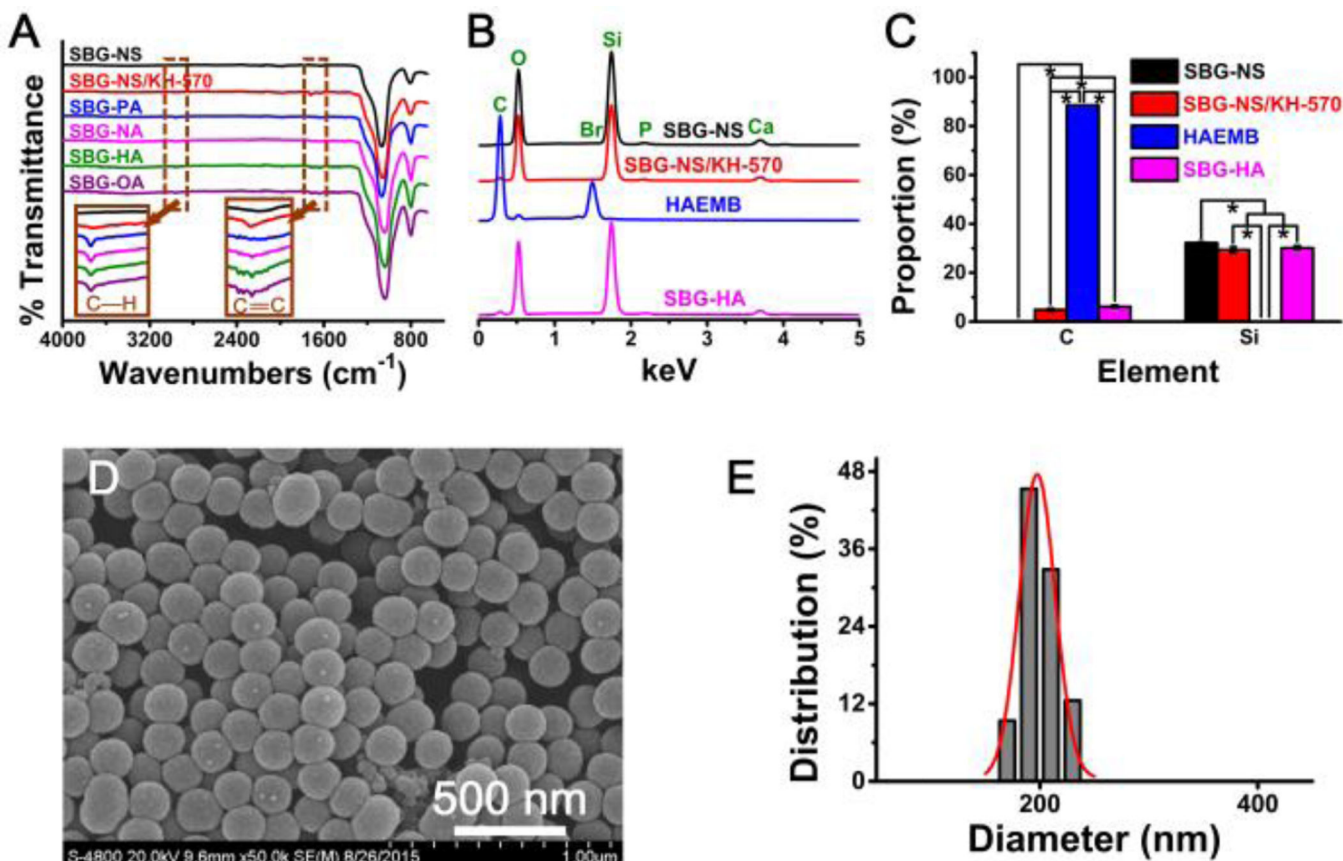 A
SBG-NS
SBG-NS/KH-570
SBG-PA
SBG-NA
SBG-HA
SBG-OA
C—H
C=C
% Transmittance
4000 3200 2400 1600 800
Wavenumbers (cm⁻¹)
B
C
O
Br
Si
P
Ca
SBG-NS
SBG-NS/KH-570
HAEMB
SBG-HA
0 1 2 3 4 5
keV
C
Proportion (%)
100
80
60
40
20
0
* * * *
* * *
SBG-NS
SBG-NS/KH-570
HAEMB
SBG-HA
C Si
Element
D
500 nm
S-4800 20.0kV 9.6mm x50.0k SE(M) 8/26/2015 1.00um
E
Distribution (%)
48
36
24
12
0
200 400
Diameter (nm)